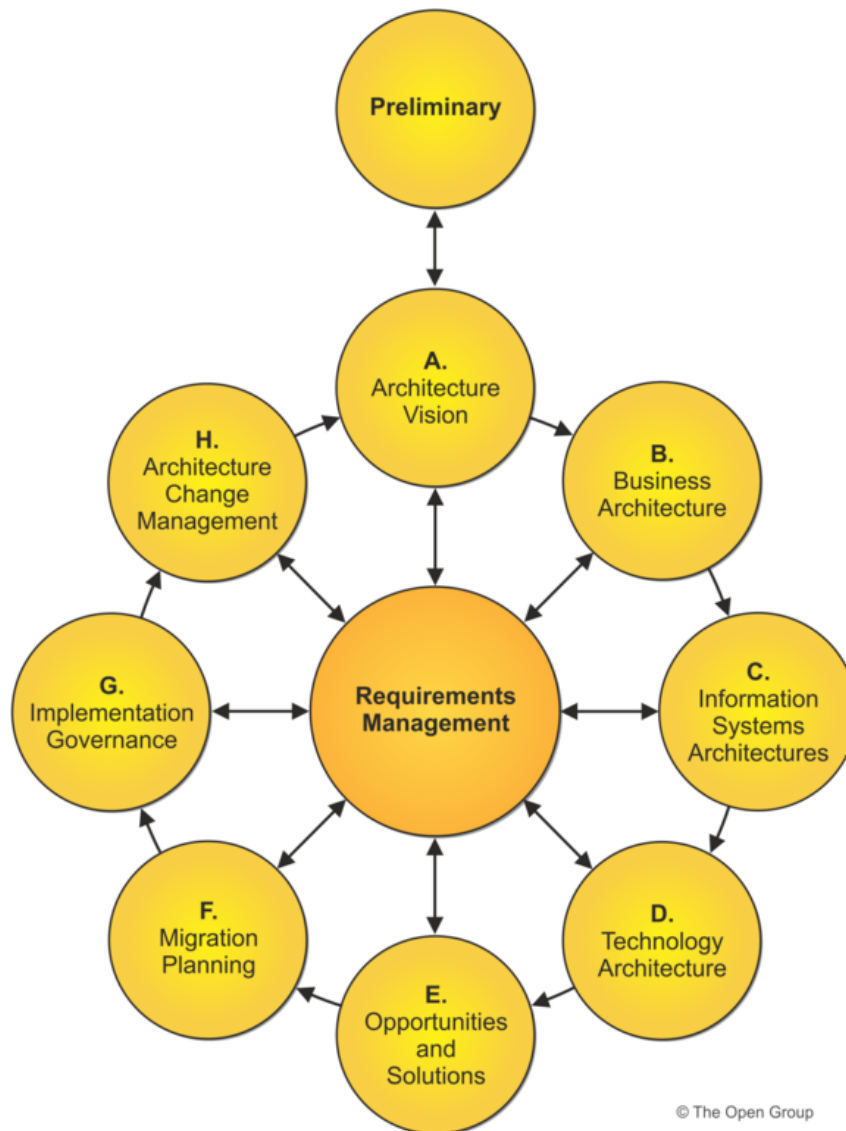 Preliminary
A.
Architecture
Vision
B.
Business
Architecture
C.
Information
Systems
Architectures
D.
Technology
Architecture
E.
Opportunities
and
Solutions
F.
Migration
Planning
G.
Implementation
Governance
H.
Architecture
Change
Management
Requirements
Management
© The Open Group